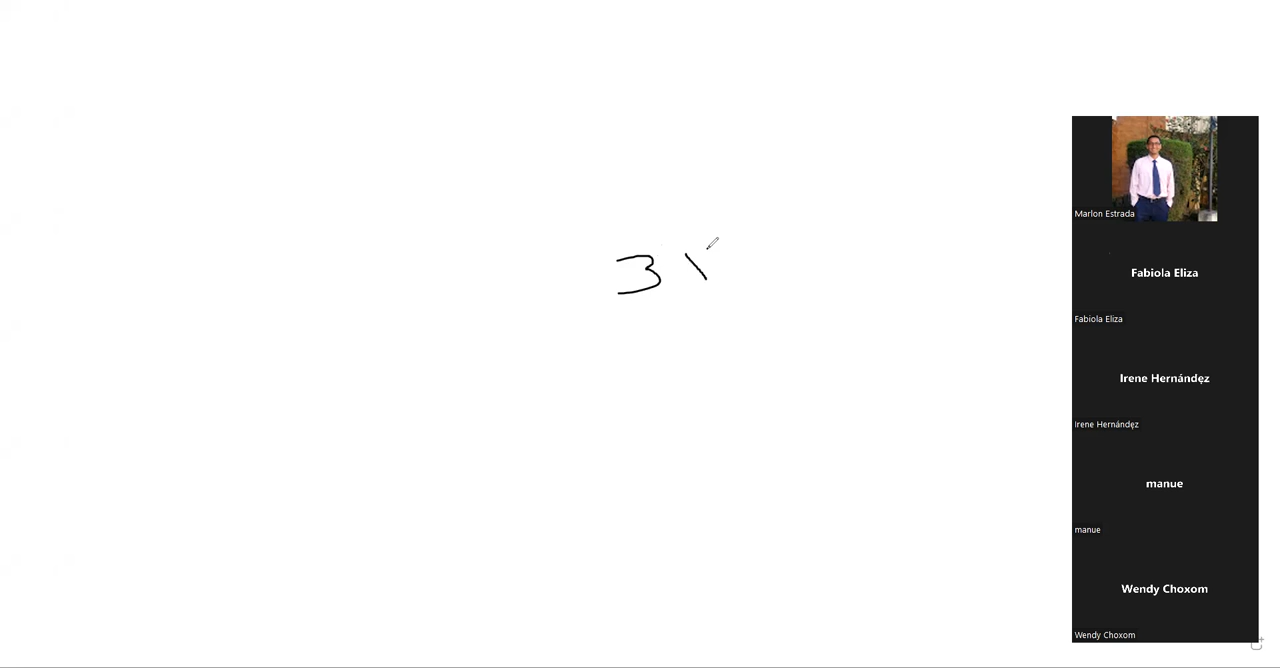 3 \
Marlon Estrada
Fabiola Eliza
Fabiola Eliza
Irene Hernández
Irene Hernández
manue
manue
Wendy Choxom
Wendy Choxom